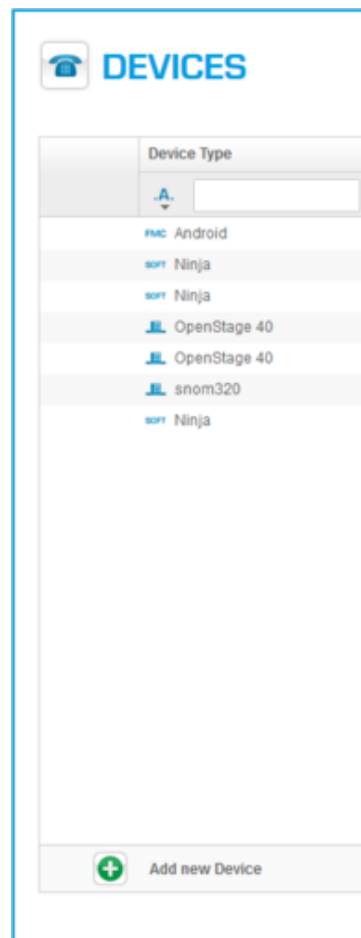 DEVICES
Device Type
.A.
FMC Android
SOFT Ninja
SOFT Ninja
OpenStage 40
OpenStage 40
snom320
SOFT Ninja
Add new Device